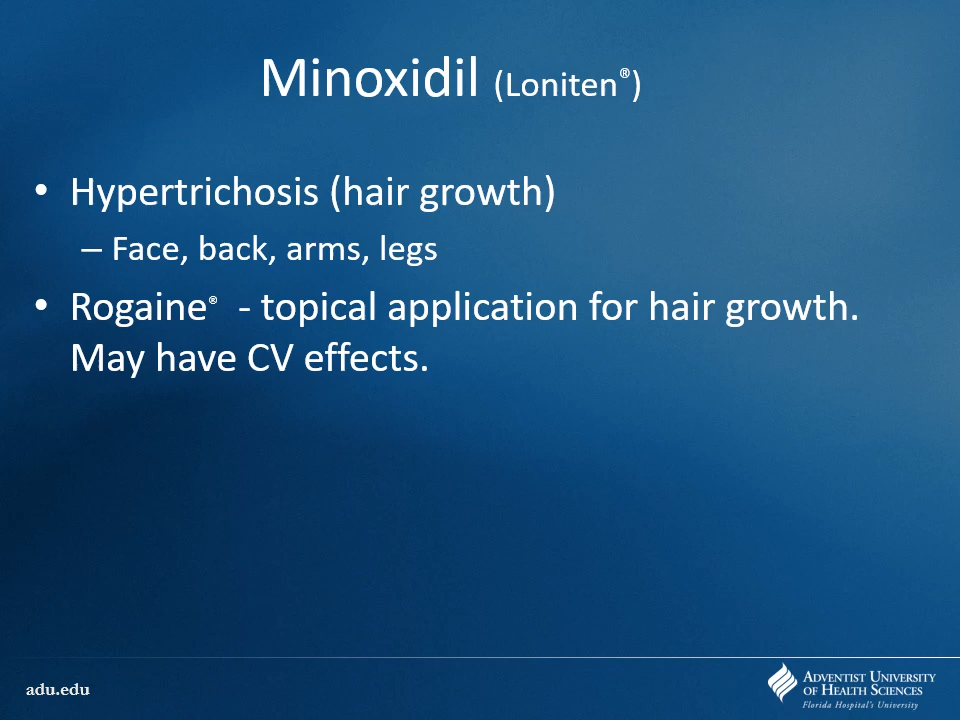 Minoxidil (Loniten®)
• Hypertrichosis (hair growth)
– Face, back, arms, legs
• Rogaine® - topical application for hair growth.
May have CV effects.
adu.edu
ADVENTIST UNIVERSITY
OF HEALTH SCIENCES
Florida Hospital's University